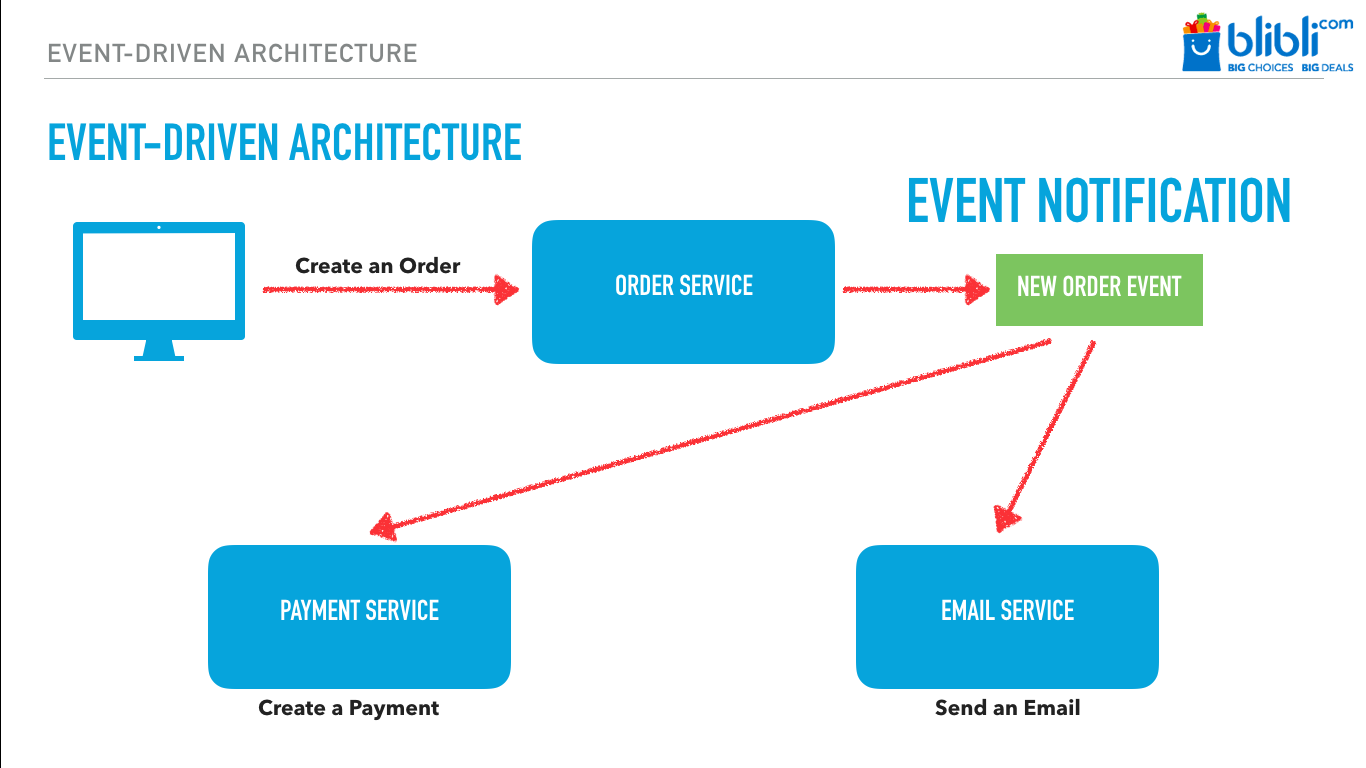 EVENT-DRIVEN ARCHITECTURE
blibli.com
BIG CHOICES BIG DEALS
EVENT-DRIVEN ARCHITECTURE
EVENT NOTIFICATION
Create an Order
ORDER SERVICE
NEW ORDER EVENT
PAYMENT SERVICE
EMAIL SERVICE
Create a Payment
Send an Email